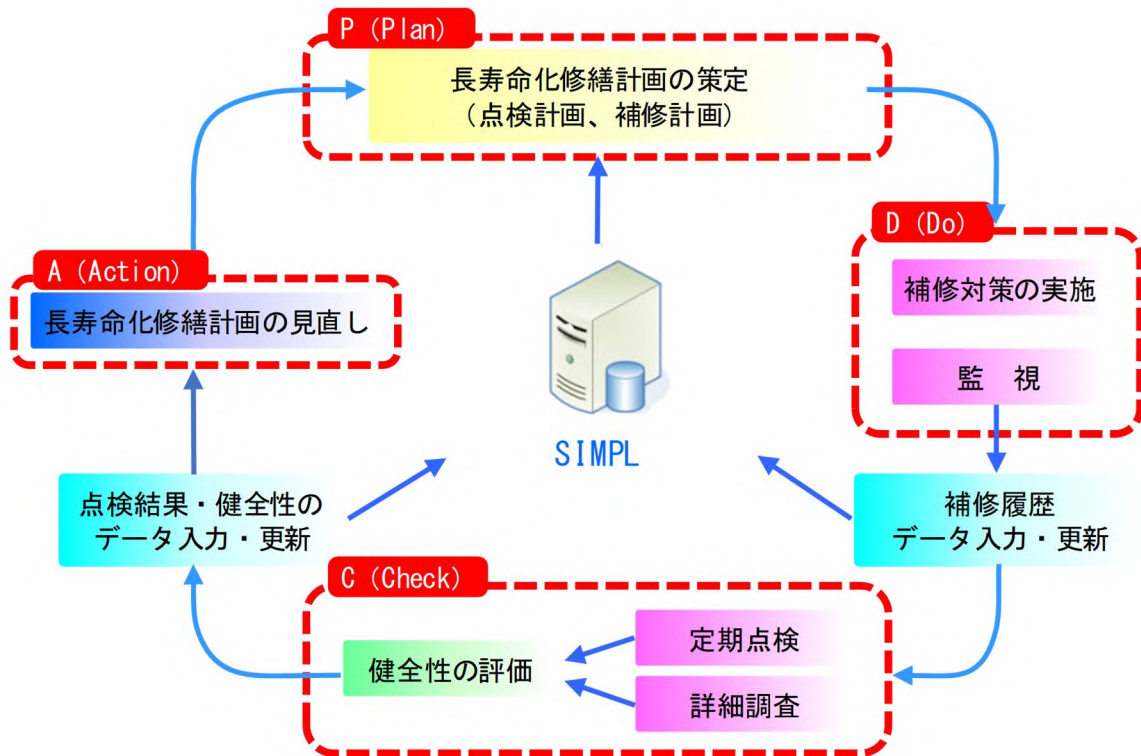 P (Plan)
長寿命化修繕計画の策定
(点検計画、補修計画)
D (Do)
補修対策の実施
監 視
A (Action)
長寿命化修繕計画の見直し
SIMPL
点検結果・健全性の
データ入力・更新
補修履歴
データ入力・更新
C (Check)
定期点検
健全性の評価
詳細調査